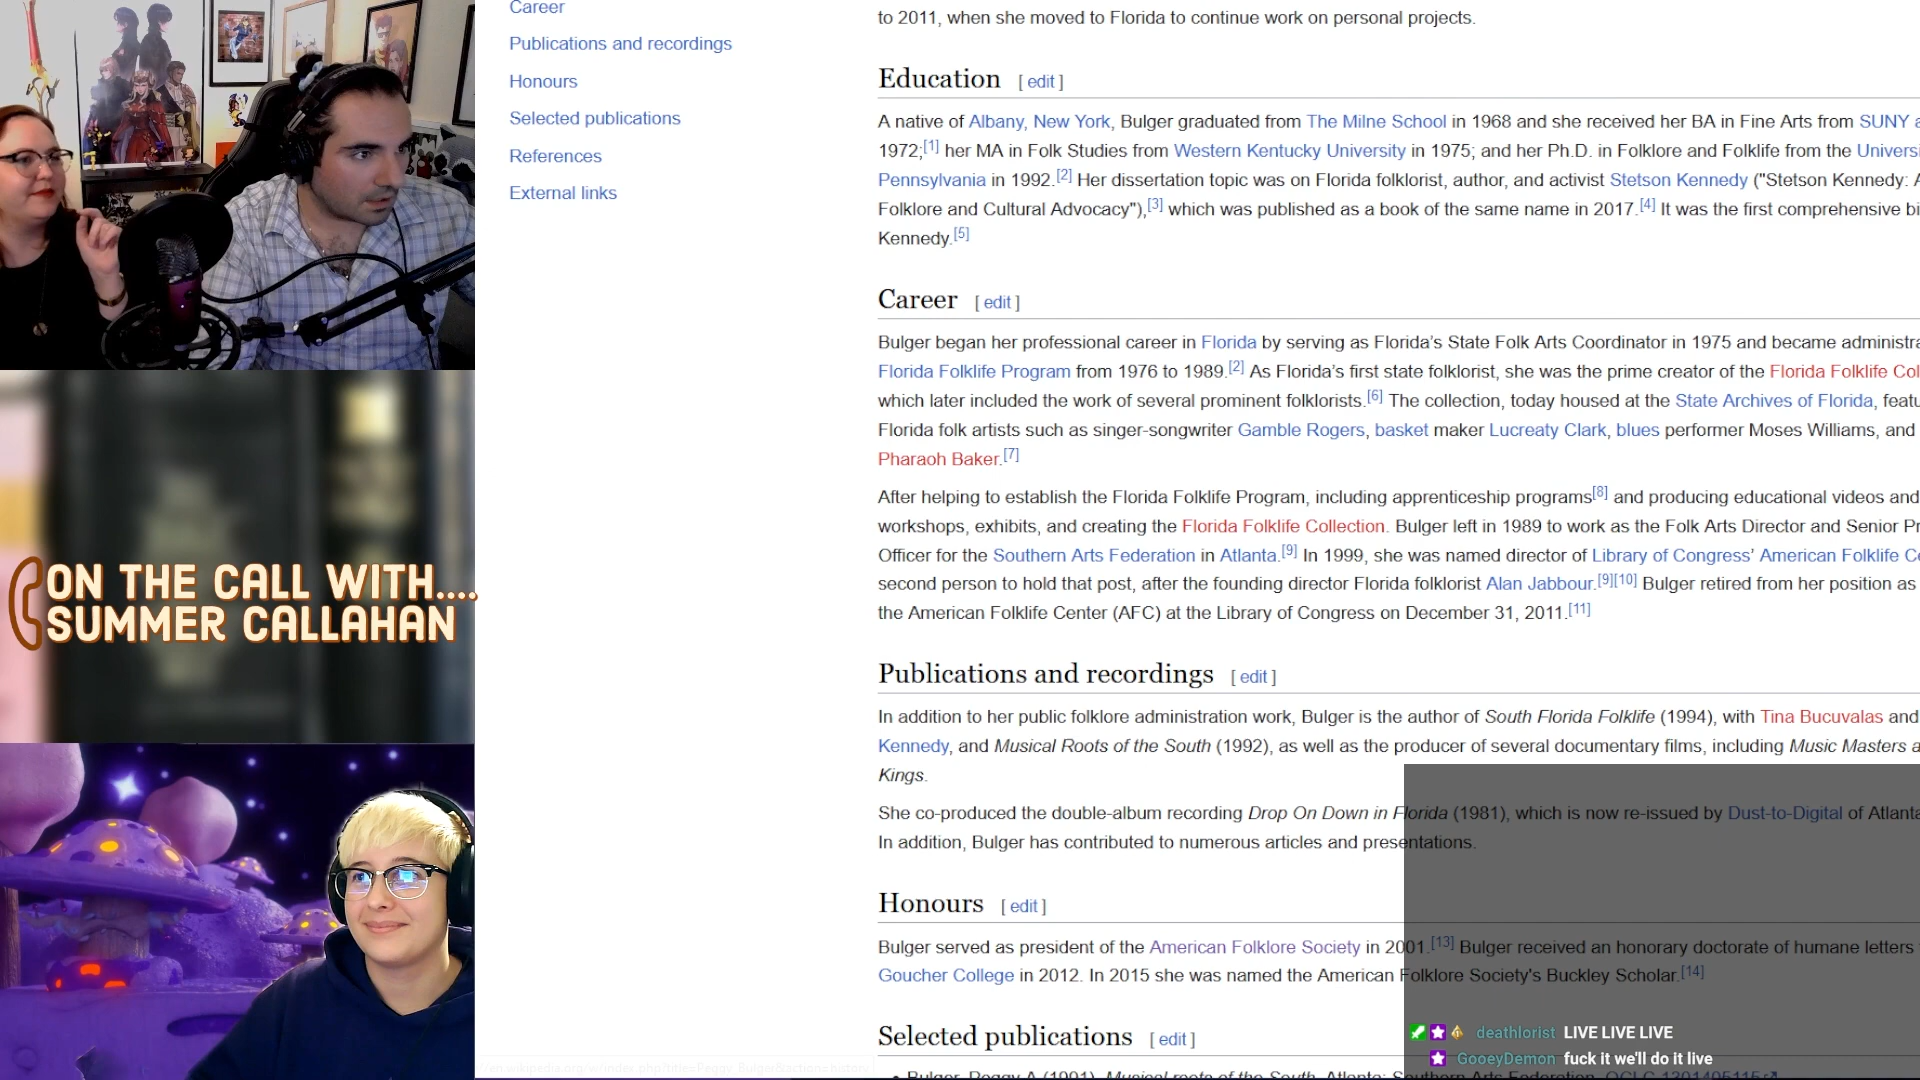 to 2011, when she moved to Florida to continue work on personal projects.
Career
Publications and recordings
Honours
Selected publications
References
External links
Education [ edit ]
A native of Albany, New York, Bulger graduated from The Milne School in 1968 and she received her BA in Fine Arts from SUNY
1972;[1] her MA in Folk Studies from Western Kentucky University in 1975; and her Ph.D. in Folklore and Folklife from the
Pennsylvania in 1992.[2] Her dissertation topic was on Florida folklorist, author, and activist Stetson Kennedy ("Stetson Kennedy:
Folklore and Cultural Advocacy"),[3] which was published as a book of the same name in 2017.[4] It was the first comprehensive
Kennedy.[5]
Career [ edit ]
Bulger began her professional career in Florida by serving as Florida's State Folk Arts Coordinator in 1975 and became
Florida Folklife Program from 1976 to 1989.[2] As Florida's first state folklorist, she was the prime creator of the Florida Folklife
which later included the work of several prominent folklorists.[6] The collection, today housed at the State Archives of Florida,
Florida folk artists such as singer-songwriter Gamble Rogers, basket maker Lucreaty Clark, blues performer Moses Williams, and
Pharaoh Baker.[7]
After helping to establish the Florida Folklife Program, including apprenticeship programs[8] and producing educational videos and
workshops, exhibits, and creating the Florida Folklife Collection. Bulger left in 1989 to work as the Folk Arts Director and Senior
Officer for the Southern Arts Federation in Atlanta.[9] In 1999, she was named director of Library of Congress' American Folklife
second person to hold that post, after the founding director Florida folklorist Alan Jabbour.[9][10] Bulger retired from her position as
the American Folklife Center (AFC) at the Library of Congress on December 31, 2011.[11]
Publications and recordings [ edit ]
In addition to her public folklore administration work, Bulger is the author of South Florida Folklife (1994), with Tina Bucuvalas and
Kennedy, and Musical Roots of the South (1992), as well as the producer of several documentary films, including Music Masters
Kings.
She co-produced the double-album recording Drop On Down in Florida (1981), which is now re-issued by Dust-to-Digital of Atlanta
In addition, Bulger has contributed to numerous articles and presentations.
Honours [ edit ]
Bulger served as president of the American Folklore Society in 2001.[13] Bulger received an honorary doctorate of humane letters
Goucher College in 2012. In 2015 she was named the American Folklore Society's Buckley Scholar.[14]
Selected publications [ edit ]
Bulger, Peggy A (1991). Musical roots of the South. Atlanta: Southern Arts Federation. OCLC
ON THE CALL WITH....
SUMMER CALLAHAN
deathlorist LIVE LIVE LIVE
GooeyDemon fuck it we'll do it live